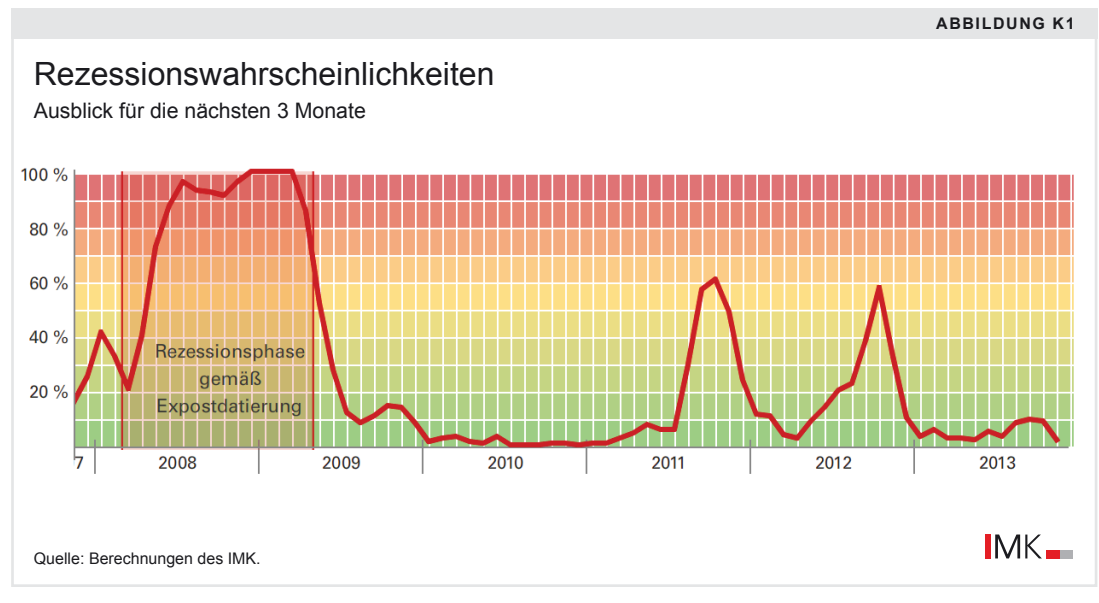 ABBILDUNG K1
Rezessionswahrscheinlichkeiten
Ausblick für die nächsten 3 Monate
100 %
80 %
60 %
40 %
20 %
Rezessionsphase
gemäß
Expostdatierung
7 2008 2009 2010 2011 2012 2013
Quelle: Berechnungen des IMK.
IMK